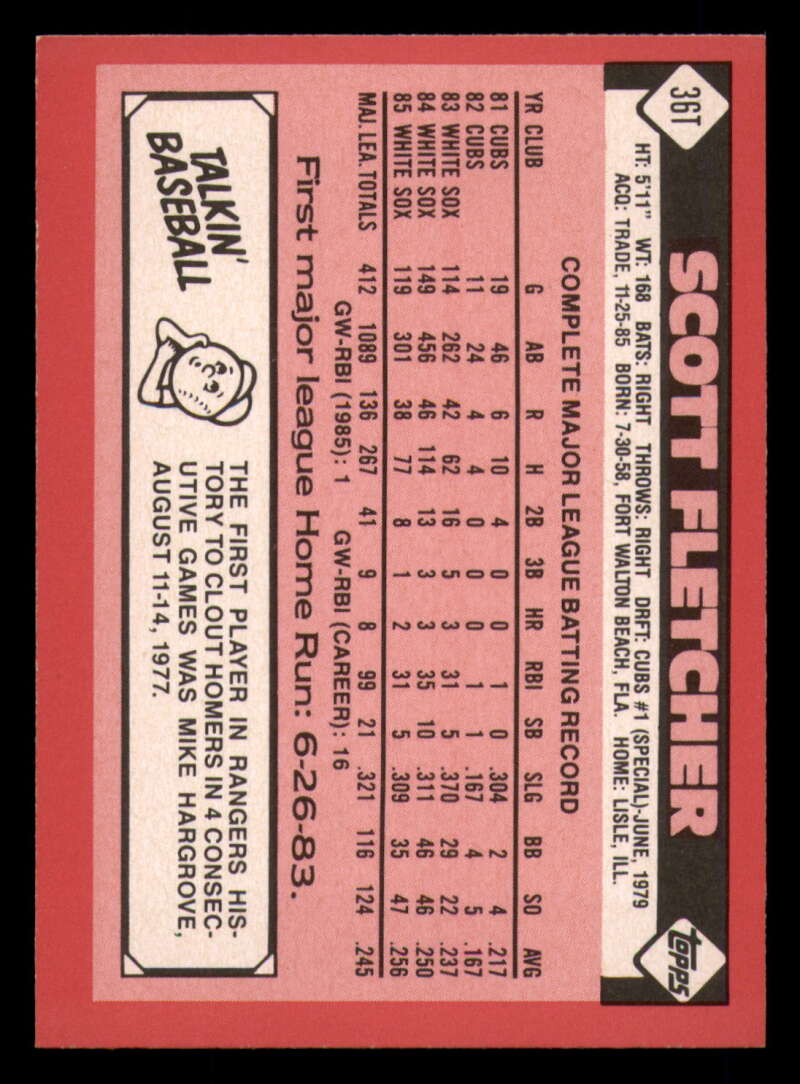 36T
SCOTT FLETCHER
topps
HT: 5'11" WT: 168 BATS: RIGHT THROWS: RIGHT DRFT: CUBS #1 (SPECIAL)-JUNE, 1979
ACQ: TRADE, 11-25-85 BORN: 7-30-58, FORT WALTON BEACH, FLA. HOME: LISLE, ILL.
COMPLETE MAJOR LEAGUE BATTING RECORD
YR CLUB G AB R H 2B 3B HR RBI SB SLG BB SO AVG
81 CUBS 19 46 6 10 4 0 0 1 0 .304 2 4 .217
82 CUBS 11 24 4 4 0 0 0 1 1 .167 4 5 .167
83 WHITE SOX 114 262 42 62 16 5 3 31 5 .370 29 22 .237
84 WHITE SOX 149 456 46 114 13 3 3 35 10 .311 46 46 .250
85 WHITE SOX 119 301 38 77 8 1 2 31 5 .309 35 47 .256
MAJ. LEA. TOTALS 412 1089 136 267 41 9 8 99 21 .321 116 124 .245
GW-RBI (1985): 1 GW-RBI (CAREER): 16
First major league Home Run: 6-26-83.
TALKIN'
BASEBALL
THE FIRST PLAYER IN RANGERS HIS-
TORY TO CLOUT HOMERS IN 4 CONSEC-
UTIVE GAMES WAS MIKE HARGROVE,
AUGUST 11-14, 1977.